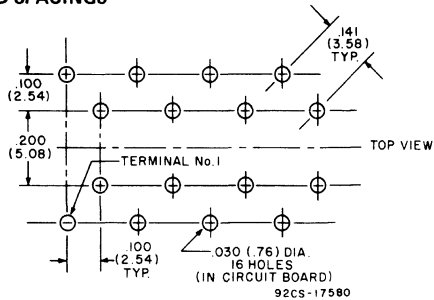 .141
(3.58)
TYP.
.100
(2.54)
.200
(5.08)
TOP VIEW
TERMINAL No.1
.100
(2.54)
TYP.
.030 (.76) DIA.
16 HOLES
(IN CIRCUIT BOARD)
92CS-17580